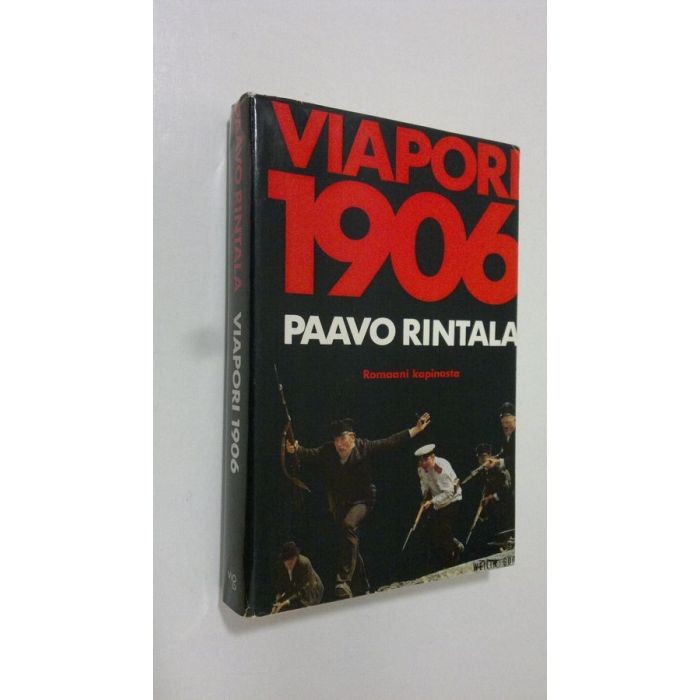 VIAPORI
1906
PAAVO RINTALA
Romaani kapinasta
PAAVO RINTALA VIAPORI 1906